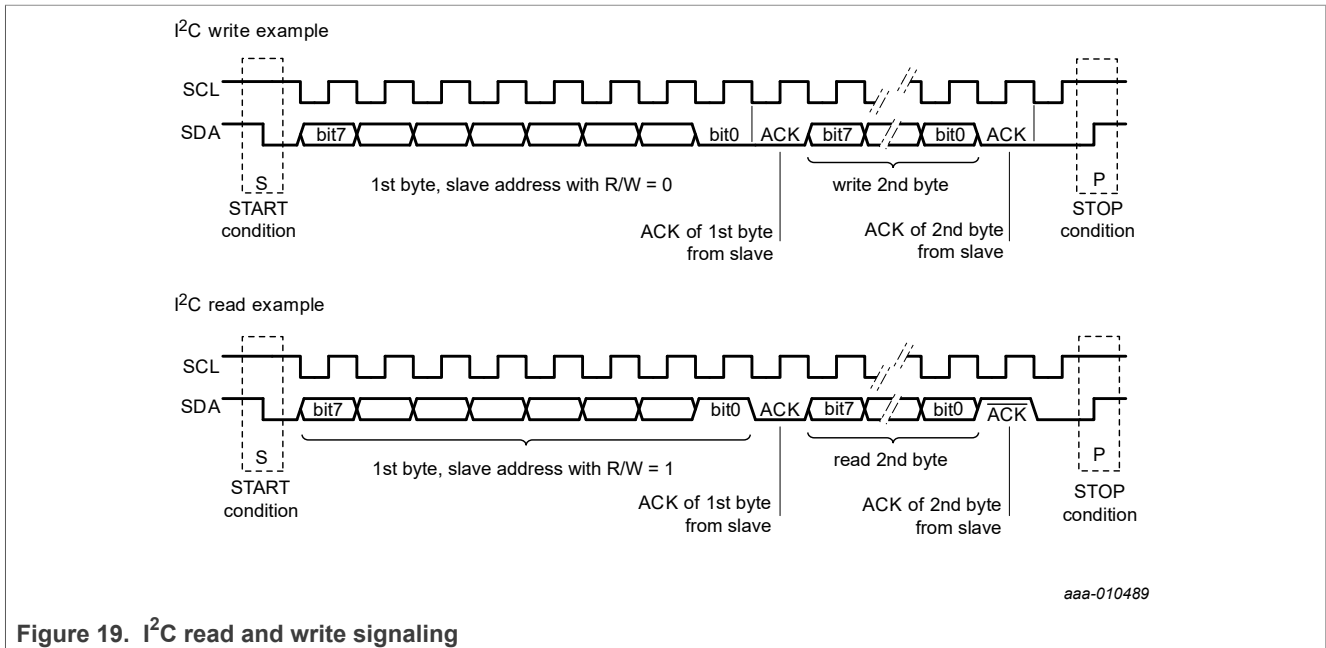 I²C write example
SCL
SDA
bit7
bit0
ACK
bit7
bit0
ACK
S
1st byte, slave address with R/W = 0
write 2nd byte
P
START
condition
ACK of 1st byte
from slave
ACK of 2nd byte
from slave
STOP
condition
I²C read example
SCL
SDA
bit7
bit0
ACK
bit7
bit0
ACK
S
1st byte, slave address with R/W = 1
read 2nd byte
P
START
condition
ACK of 1st byte
from slave
ACK of 2nd byte
from slave
STOP
condition
aaa-010489
Figure 19. I²C read and write signaling